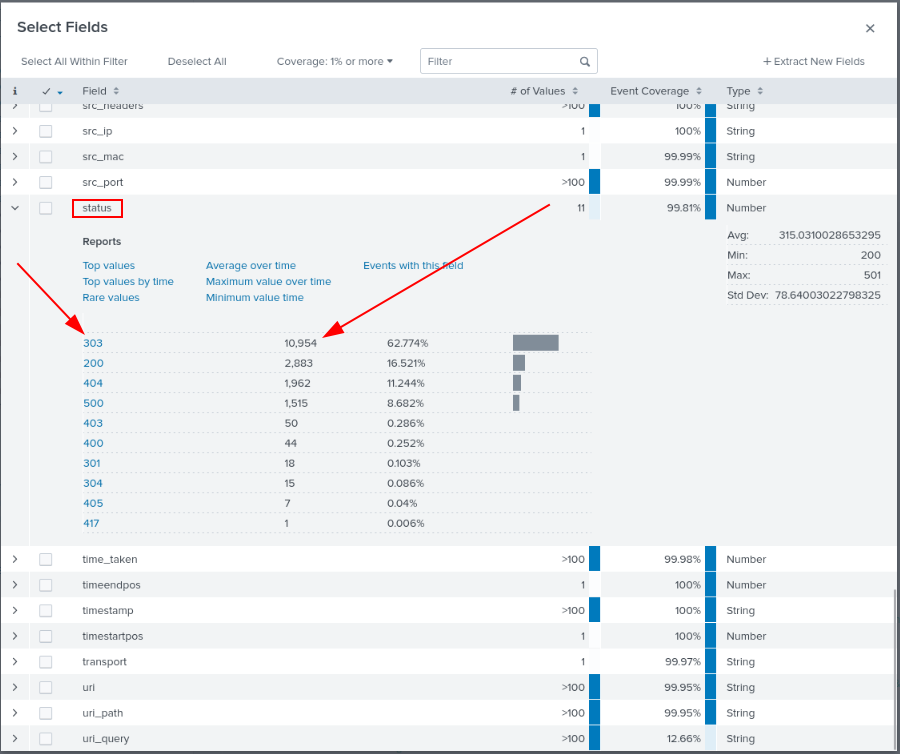 Select Fields
Select All Within Filter Deselect All Coverage: 1% or more Filter + Extract New Fields
i Field # of Values Event Coverage Type
src_headers >100 100% String
src_ip 1 100% String
src_mac 1 99.99% String
src_port >100 99.99% Number
status 11 99.81% Number
Reports
Top values Average over time Events with this field
Top values by time Maximum value over time
Rare values Minimum value time
Avg: 315.0310028653295
Min: 200
Max: 501
Std Dev: 78.64003022798325
303 10,954 62.774%
200 2,883 16.521%
404 1,962 11.244%
500 1,515 8.682%
403 50 0.286%
400 44 0.252%
301 18 0.103%
304 15 0.086%
405 7 0.04%
417 1 0.006%
time_taken >100 99.98% Number
timeendpos 1 100% Number
timestamp >100 100% String
timestartpos 1 100% Number
transport 1 99.97% String
uri >100 99.95% String
uri_path >100 99.95% String
uri_query >100 12.66% String